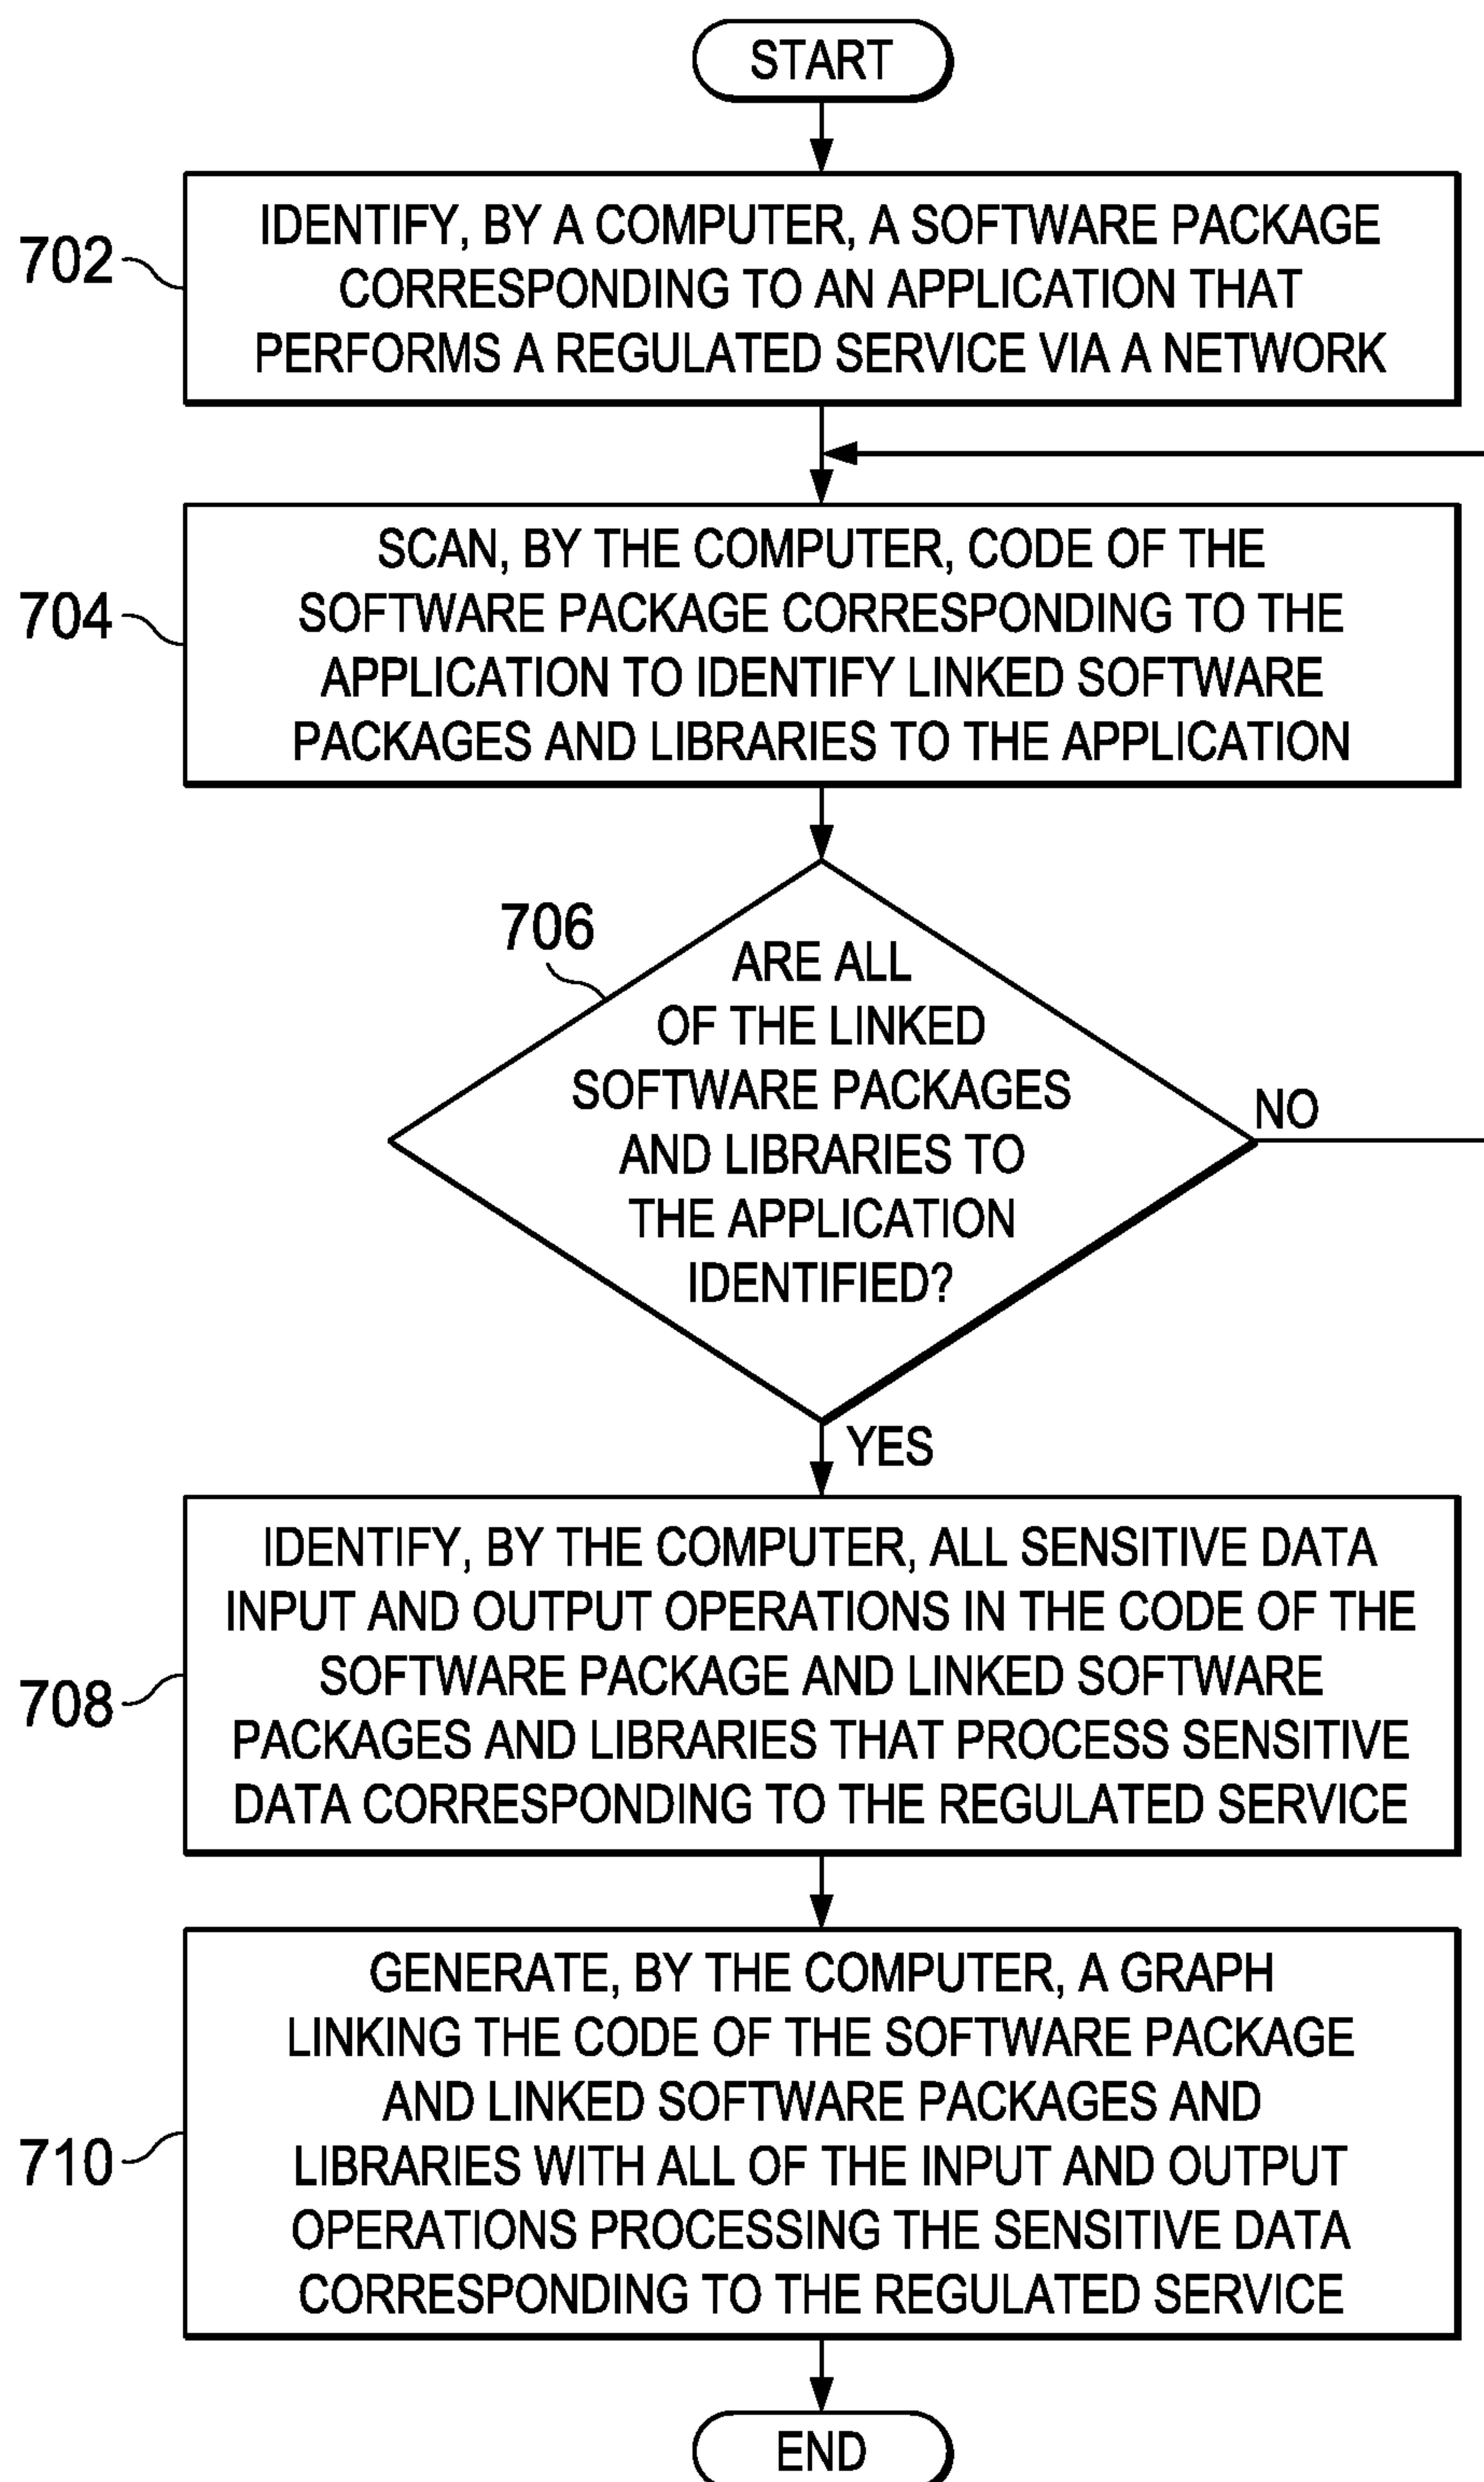 START
702
IDENTIFY, BY A COMPUTER, A SOFTWARE PACKAGE
CORRESPONDING TO AN APPLICATION THAT
PERFORMS A REGULATED SERVICE VIA A NETWORK
704
SCAN, BY THE COMPUTER, CODE OF THE
SOFTWARE PACKAGE CORRESPONDING TO THE
APPLICATION TO IDENTIFY LINKED SOFTWARE
PACKAGES AND LIBRARIES TO THE APPLICATION
706
ARE ALL
OF THE LINKED
SOFTWARE PACKAGES
AND LIBRARIES TO
THE APPLICATION
IDENTIFIED?
NO
YES
708
IDENTIFY, BY THE COMPUTER, ALL SENSITIVE DATA
INPUT AND OUTPUT OPERATIONS IN THE CODE OF THE
SOFTWARE PACKAGE AND LINKED SOFTWARE
PACKAGES AND LIBRARIES THAT PROCESS SENSITIVE
DATA CORRESPONDING TO THE REGULATED SERVICE
710
GENERATE, BY THE COMPUTER, A GRAPH
LINKING THE CODE OF THE SOFTWARE PACKAGE
AND LINKED SOFTWARE PACKAGES AND
LIBRARIES WITH ALL OF THE INPUT AND OUTPUT
OPERATIONS PROCESSING THE SENSITIVE DATA
CORRESPONDING TO THE REGULATED SERVICE
END